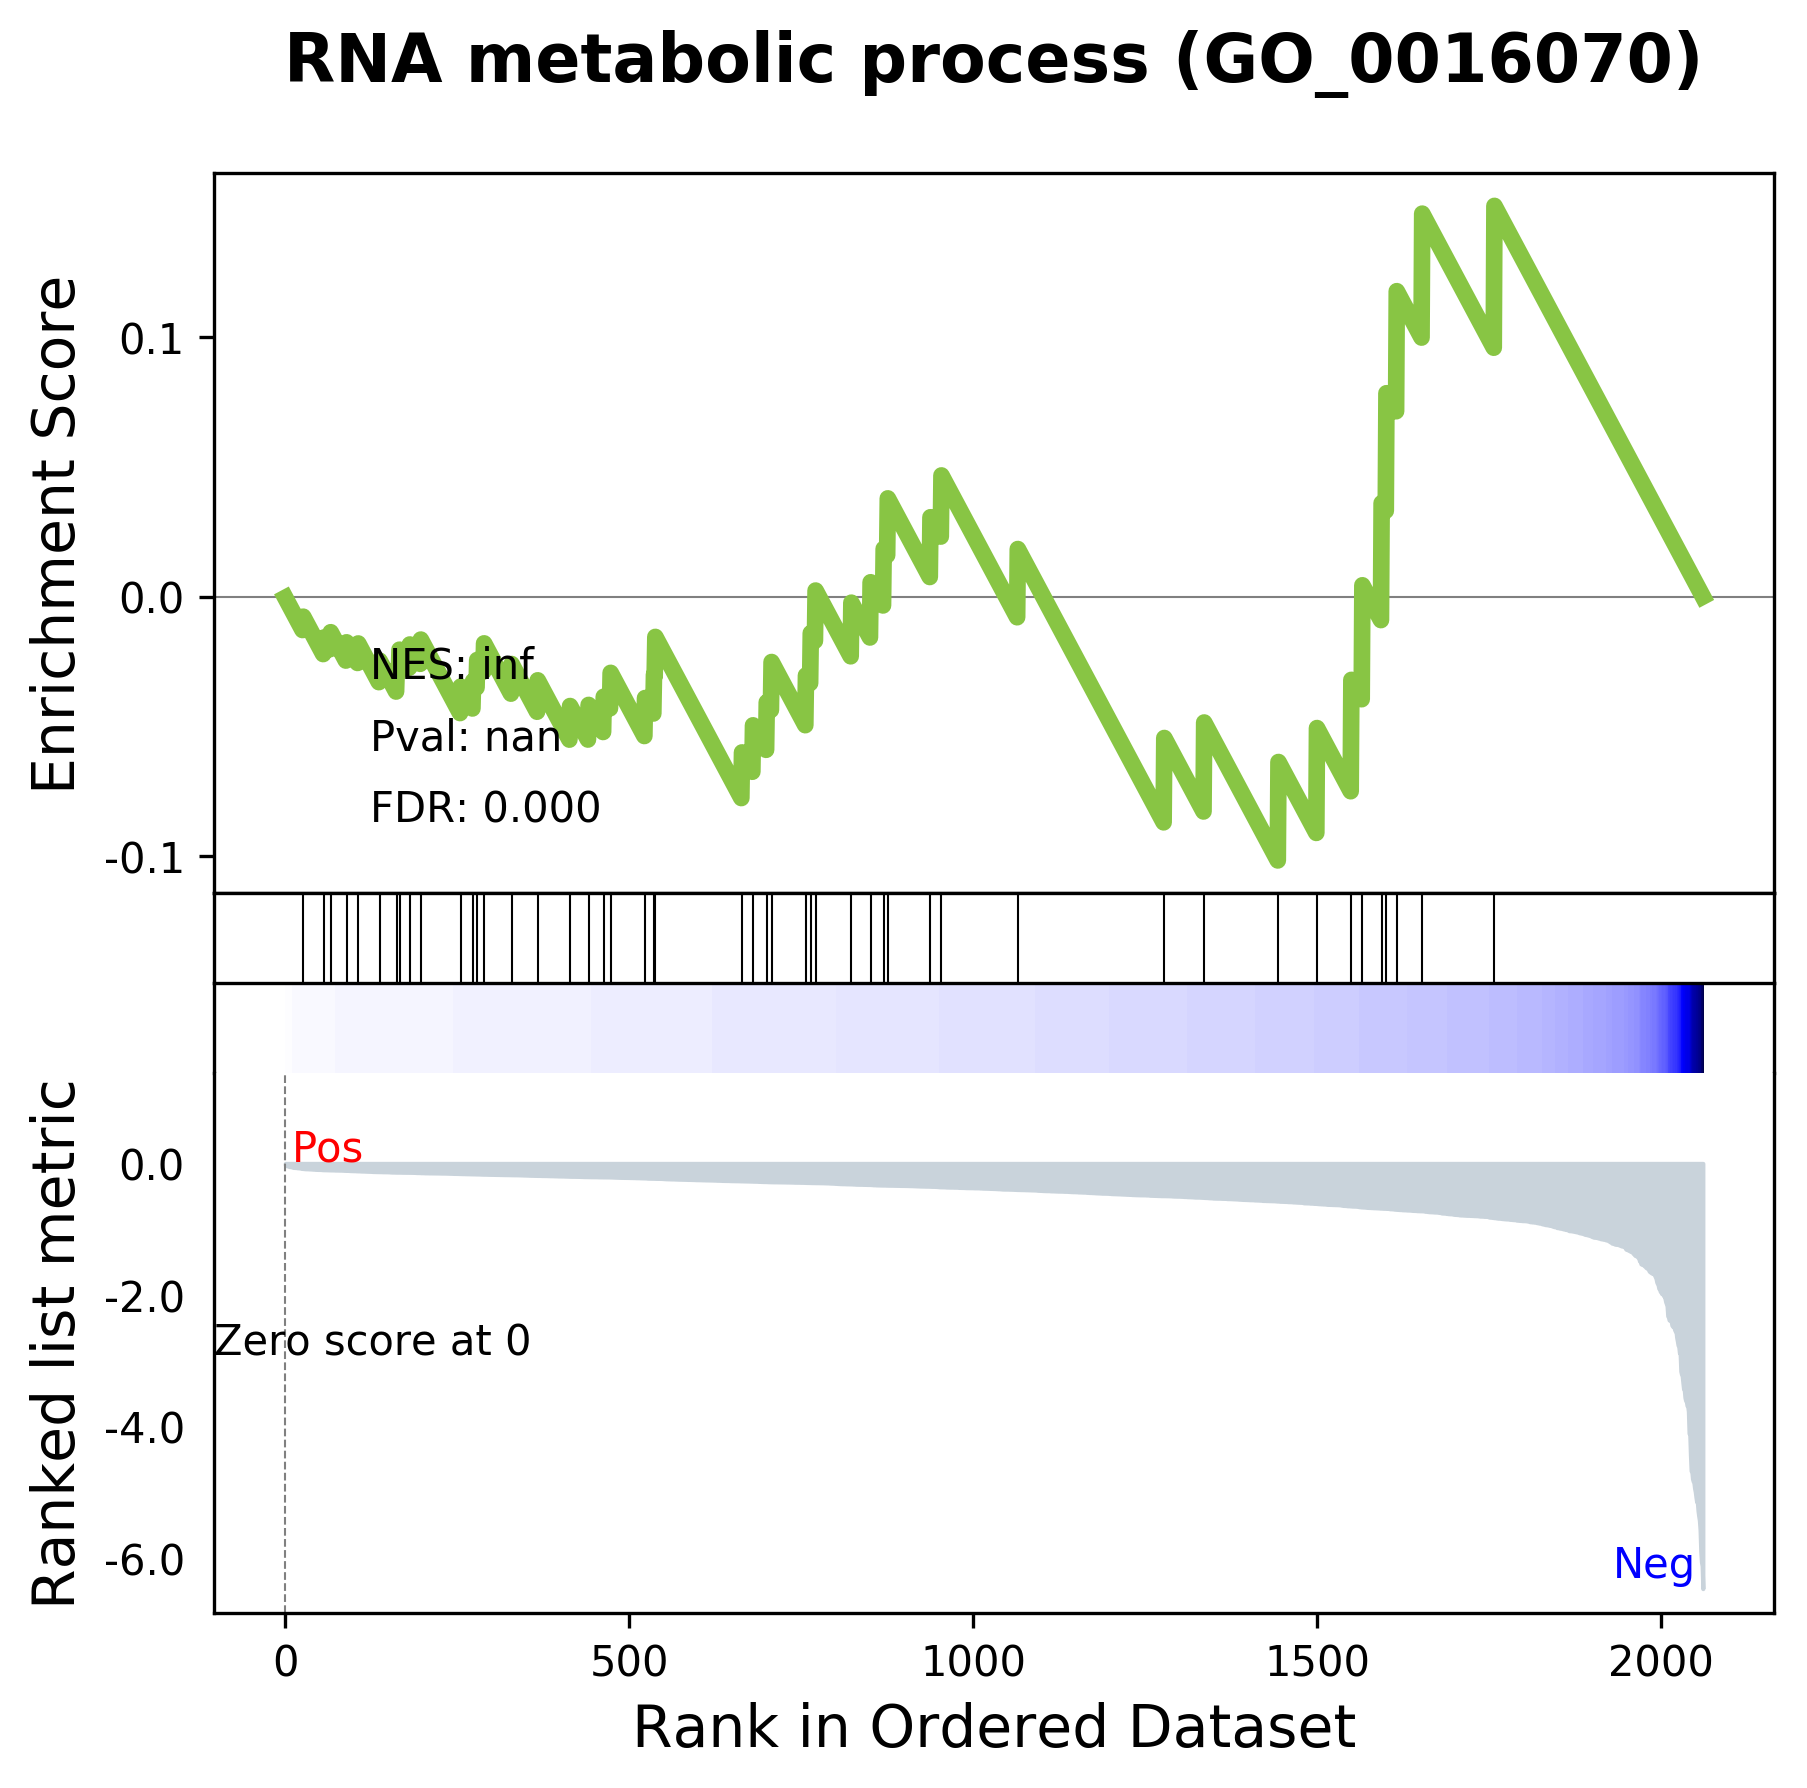 RNA metabolic process (GO_0016070)
Enrichment Score
0.1
0.0
-0.1
NES: inf
Pval: nan
FDR: 0.000
Ranked list metric
0.0
-2.0
-4.0
-6.0
Pos
Zero score at 0
Neg
0 500 1000 1500 2000
Rank in Ordered Dataset